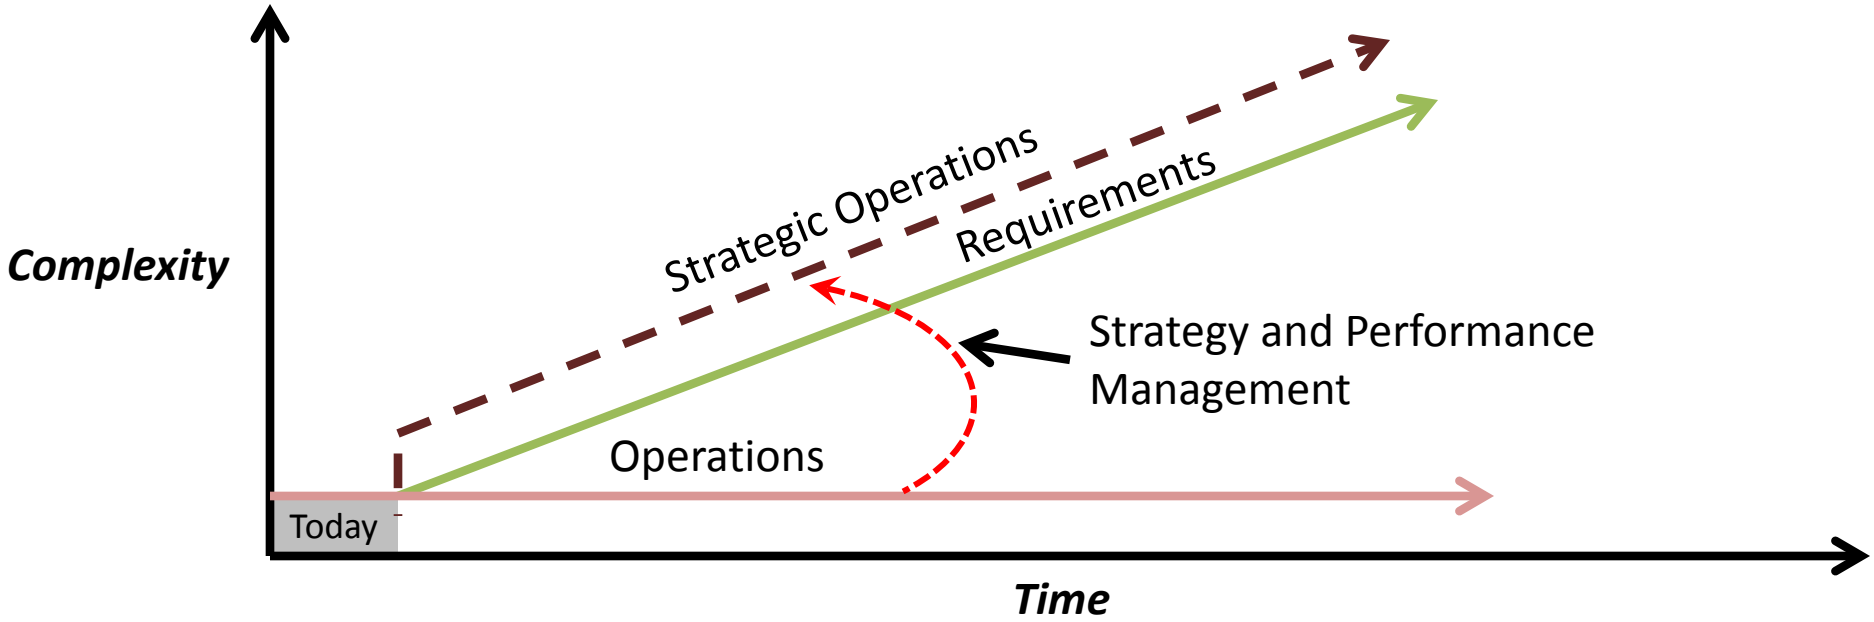 Strategic Operations
Requirements
Complexity
Strategy and Performance
Management
Operations
Today
Time